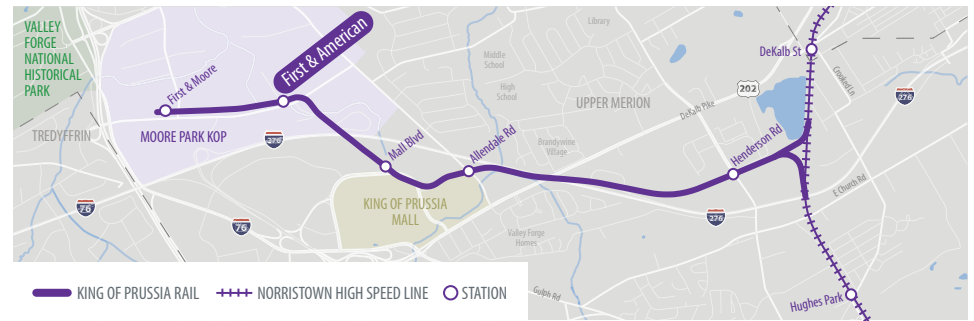 VALLEY
FORGE
NATIONAL
HISTORICAL
PARK
TREDYFFRIN
First & Moore
MOORE PARK KOP
First & American
276
76
76
Mall Blvd
KING OF PRUSSIA
MALL
Allendale Rd
Middle
School
High
School
Library
UPPER MERION
Brandywine
Village
Valley Forge
Homes
Gulph Rd
DeKalb Pike
202
276
Henderson Rd
DeKalb St
Crooked Ln
276
E Church Rd
Hughes Park
KING OF PRUSSIA RAIL
NORRISTOWN HIGH SPEED LINE
STATION